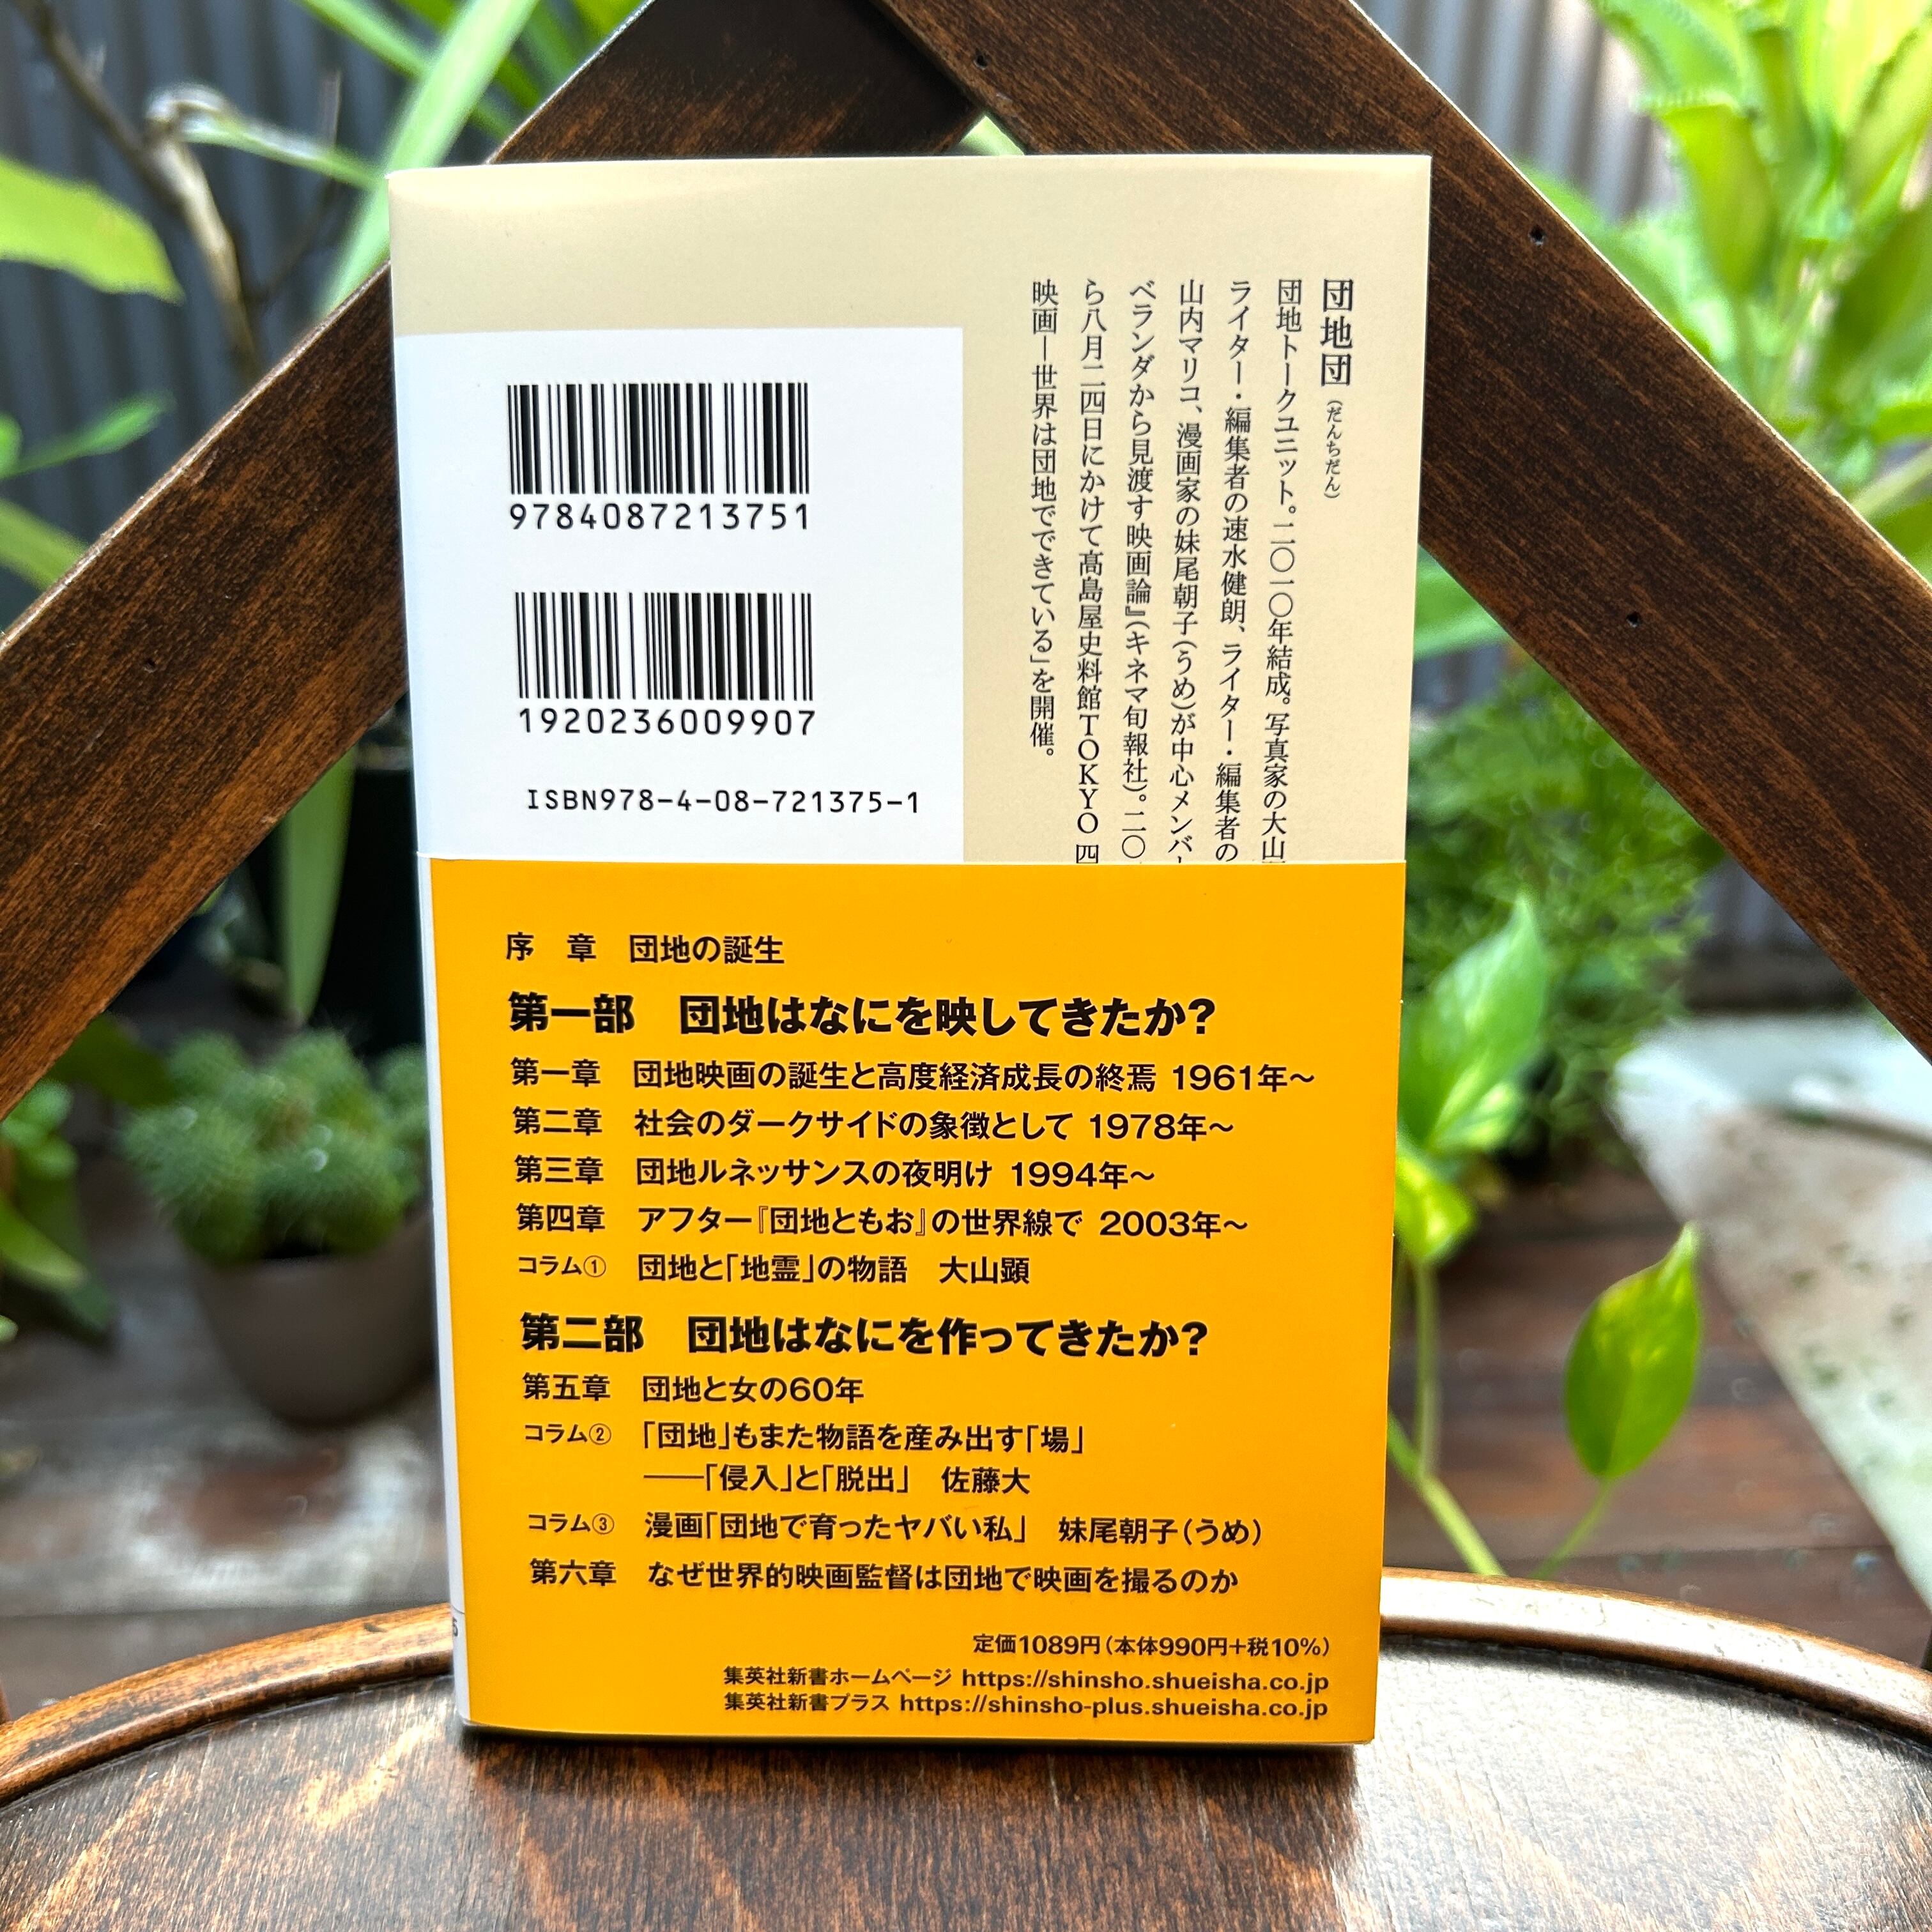 団地団（だんちだん）
団地トークユニット。二〇一〇年結成。写真家の大山
ライター・編集者の速水健朗、ライター・編集者の
山内マリコ、漫画家の妹尾朝子（うめ）が中心メンバー
ベランダから見渡す映画論』（キネマ旬報社）。二〇
ら八月二四日にかけて髙島屋史料館TOKYO 四
映画―世界は団地でできている」を開催。
9784087213751
1920236009907
ISBN978-4-08-721375-1
序　章　団地の誕生
第一部　団地はなにを映してきたか?
第一章　団地映画の誕生と高度経済成長の終焉 1961年〜
第二章　社会のダークサイドの象徴として 1978年〜
第三章　団地ルネッサンスの夜明け 1994年〜
第四章　アフター『団地ともお』の世界線で 2003年〜
コラム①　団地と「地霊」の物語　大山顕
第二部　団地はなにを作ってきたか?
第五章　団地と女の60年
コラム②　「団地」もまた物語を産み出す「場」
――「侵入」と「脱出」　佐藤大
コラム③　漫画「団地で育ったヤバい私」　妹尾朝子（うめ）
第六章　なぜ世界的映画監督は団地で映画を撮るのか
定価1089円（本体990円+税10%）
集英社新書ホームページ https://shinsho.shueisha.co.jp
集英社新書プラス https://shinsho-plus.shueisha.co.jp